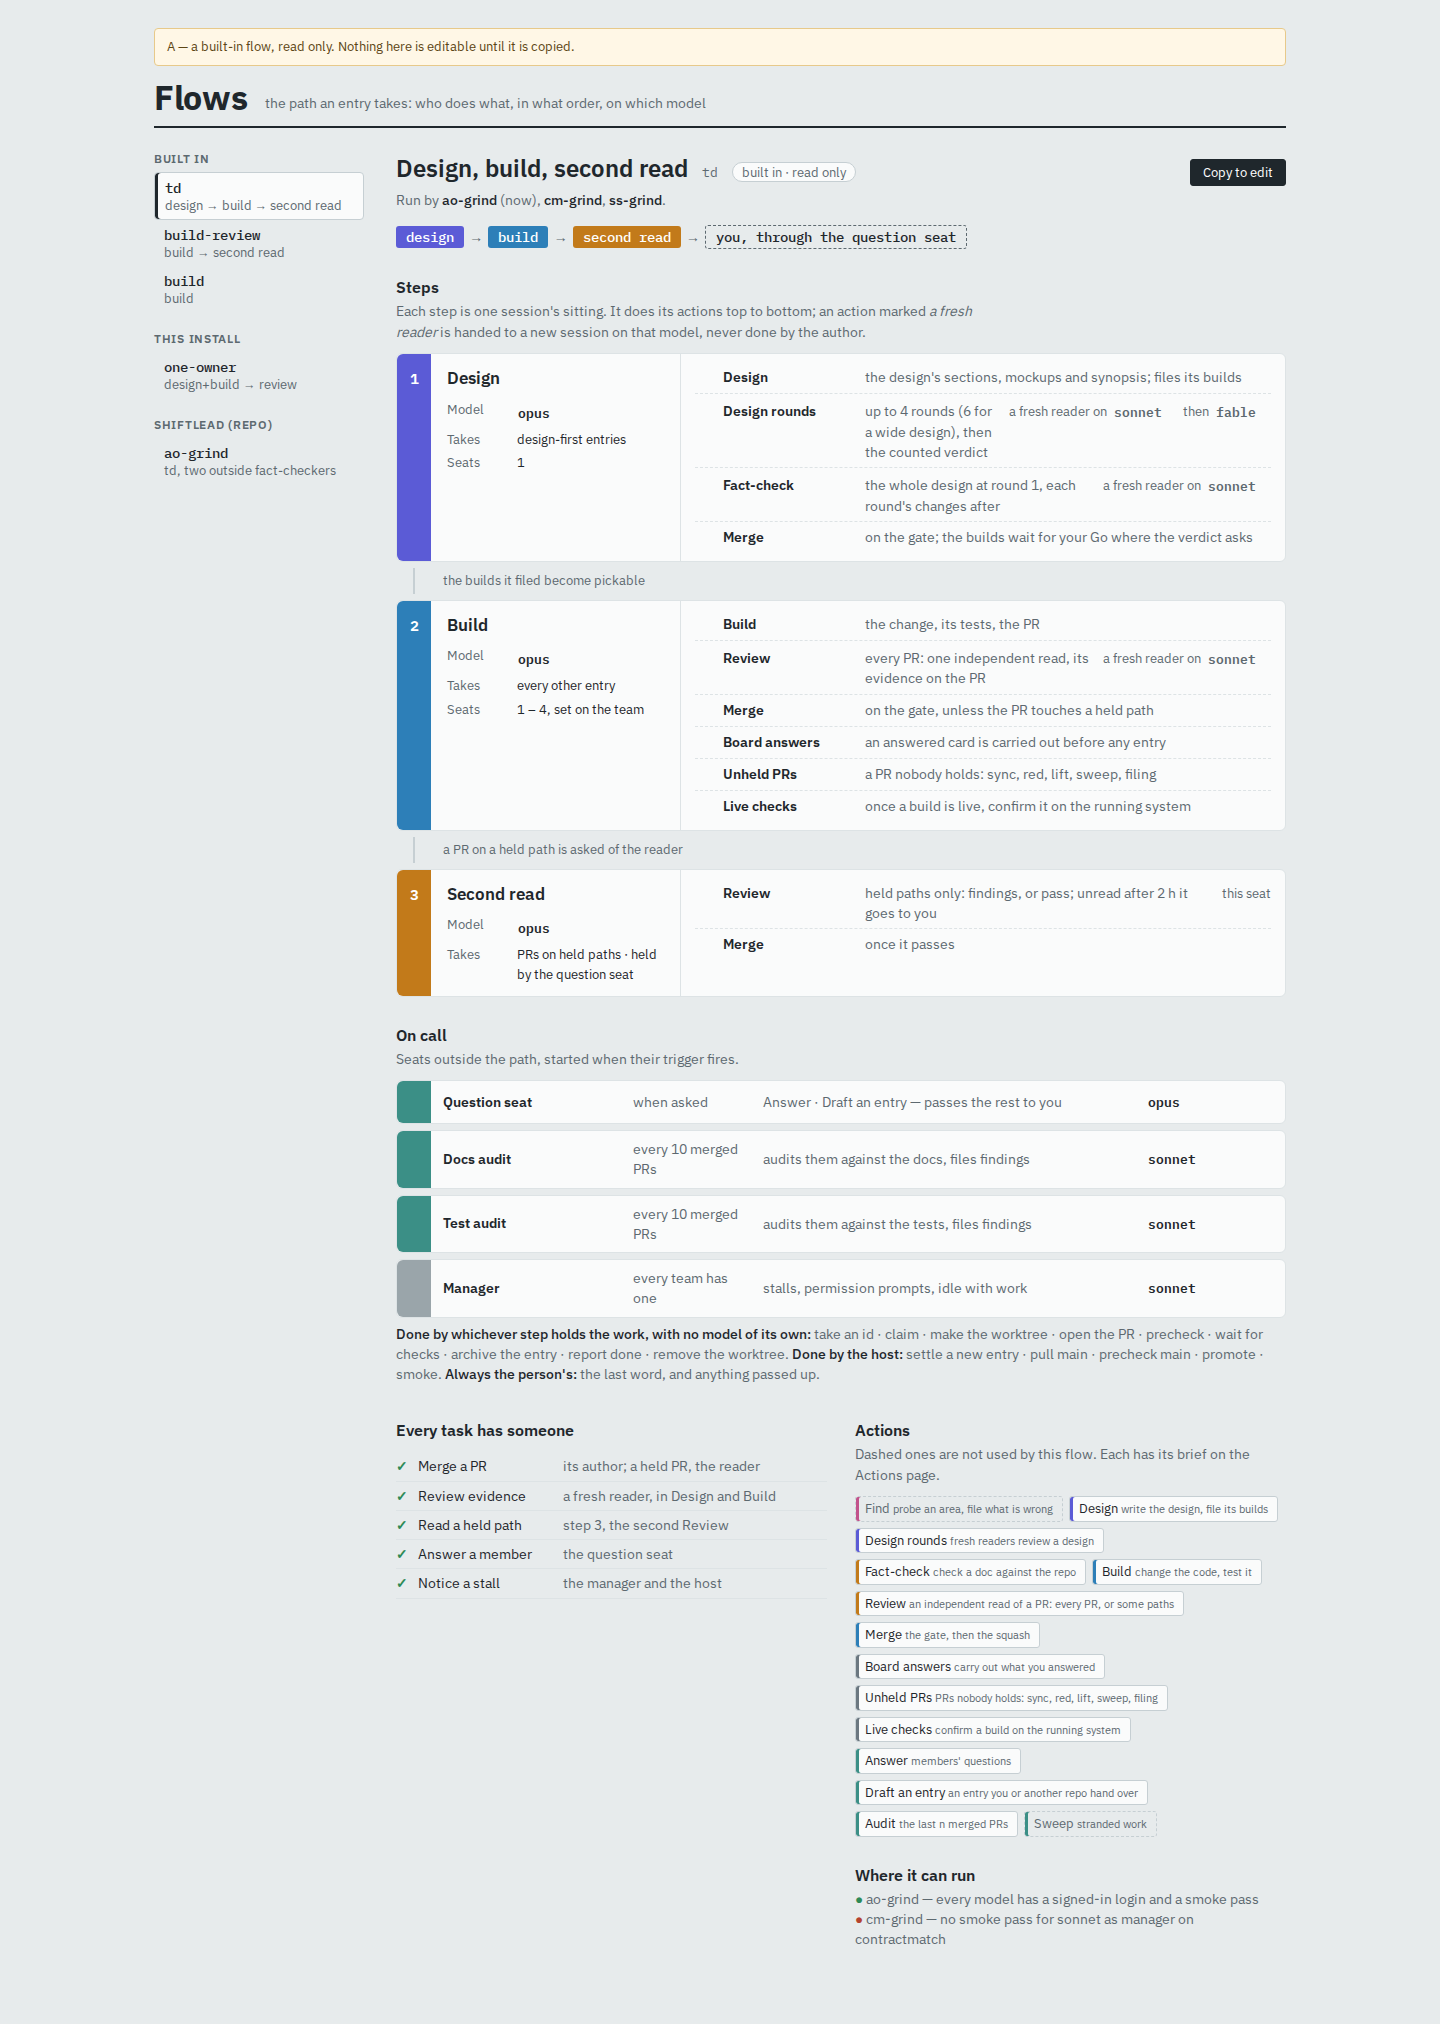 A — a built-in flow, read only. Nothing here is editable until it is copied.
Flows the path an entry takes: who does what, in what order, on which model
BUILT IN
td
design → build → second read
build-review
build → second read
build
build
THIS INSTALL
one-owner
design+build → review
SHIFTLEAD (REPO)
ao-grind
td, two outside fact-checkers
Design, build, second read td built in · read only
Copy to edit
Run by ao-grind (now), cm-grind, ss-grind.
design → build → second read → you, through the question seat
Steps
Each step is one session's sitting. It does its actions top to bottom; an action marked a fresh
reader is handed to a new session on that model, never done by the author.
1
Design
Model opus
Takes design-first entries
Seats 1
Design the design's sections, mockups and synopsis; files its builds
Design rounds up to 4 rounds (6 for a fresh reader on sonnet then fable
a wide design), then
the counted verdict
Fact-check the whole design at round 1, each a fresh reader on sonnet
round's changes after
Merge on the gate; the builds wait for your Go where the verdict asks
the builds it filed become pickable
2
Build
Model opus
Takes every other entry
Seats 1 – 4, set on the team
Build the change, its tests, the PR
Review every PR: one independent read, its a fresh reader on sonnet
evidence on the PR
Merge on the gate, unless the PR touches a held path
Board answers an answered card is carried out before any entry
Unheld PRs a PR nobody holds: sync, red, lift, sweep, filing
Live checks once a build is live, confirm it on the running system
a PR on a held path is asked of the reader
3
Second read
Model opus
Takes PRs on held paths · held
by the question seat
Review held paths only: findings, or pass; unread after 2 h it this seat
goes to you
Merge once it passes
On call
Seats outside the path, started when their trigger fires.
Question seat when asked Answer · Draft an entry — passes the rest to you opus
Docs audit every 10 merged PRs audits them against the docs, files findings sonnet
Test audit every 10 merged PRs audits them against the tests, files findings sonnet
Manager every team has one stalls, permission prompts, idle with work sonnet
Done by whichever step holds the work, with no model of its own: take an id · claim · make the worktree · open the PR · precheck · wait for
checks · archive the entry · report done · remove the worktree. Done by the host: settle a new entry · pull main · precheck main · promote ·
smoke. Always the person's: the last word, and anything passed up.
Every task has someone
✓ Merge a PR its author; a held PR, the reader
✓ Review evidence a fresh reader, in Design and Build
✓ Read a held path step 3, the second Review
✓ Answer a member the question seat
✓ Notice a stall the manager and the host
Actions
Dashed ones are not used by this flow. Each has its brief on the
Actions page.
Find probe an area, file what is wrong Design write the design, file its builds
Design rounds fresh readers review a design
Fact-check check a doc against the repo Build change the code, test it
Review an independent read of a PR: every PR, or some paths
Merge the gate, then the squash
Board answers carry out what you answered
Unheld PRs PRs nobody holds: sync, red, lift, sweep, filing
Live checks confirm a build on the running system
Answer members' questions
Draft an entry an entry you or another repo hand over
Audit the last n merged PRs Sweep stranded work
Where it can run
● ao-grind — every model has a signed-in login and a smoke pass
● cm-grind — no smoke pass for sonnet as manager on
contractmatch